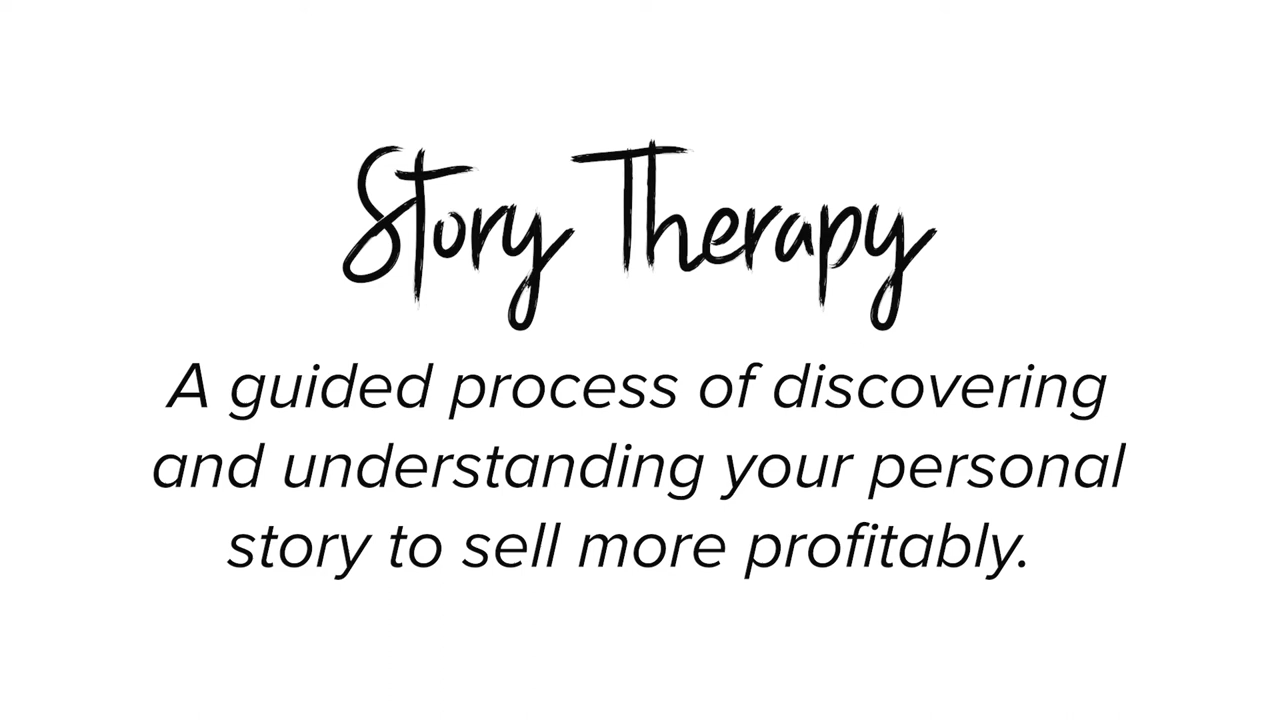 Story Therapy
A guided process of discovering
and understanding your personal
story to sell more profitably.